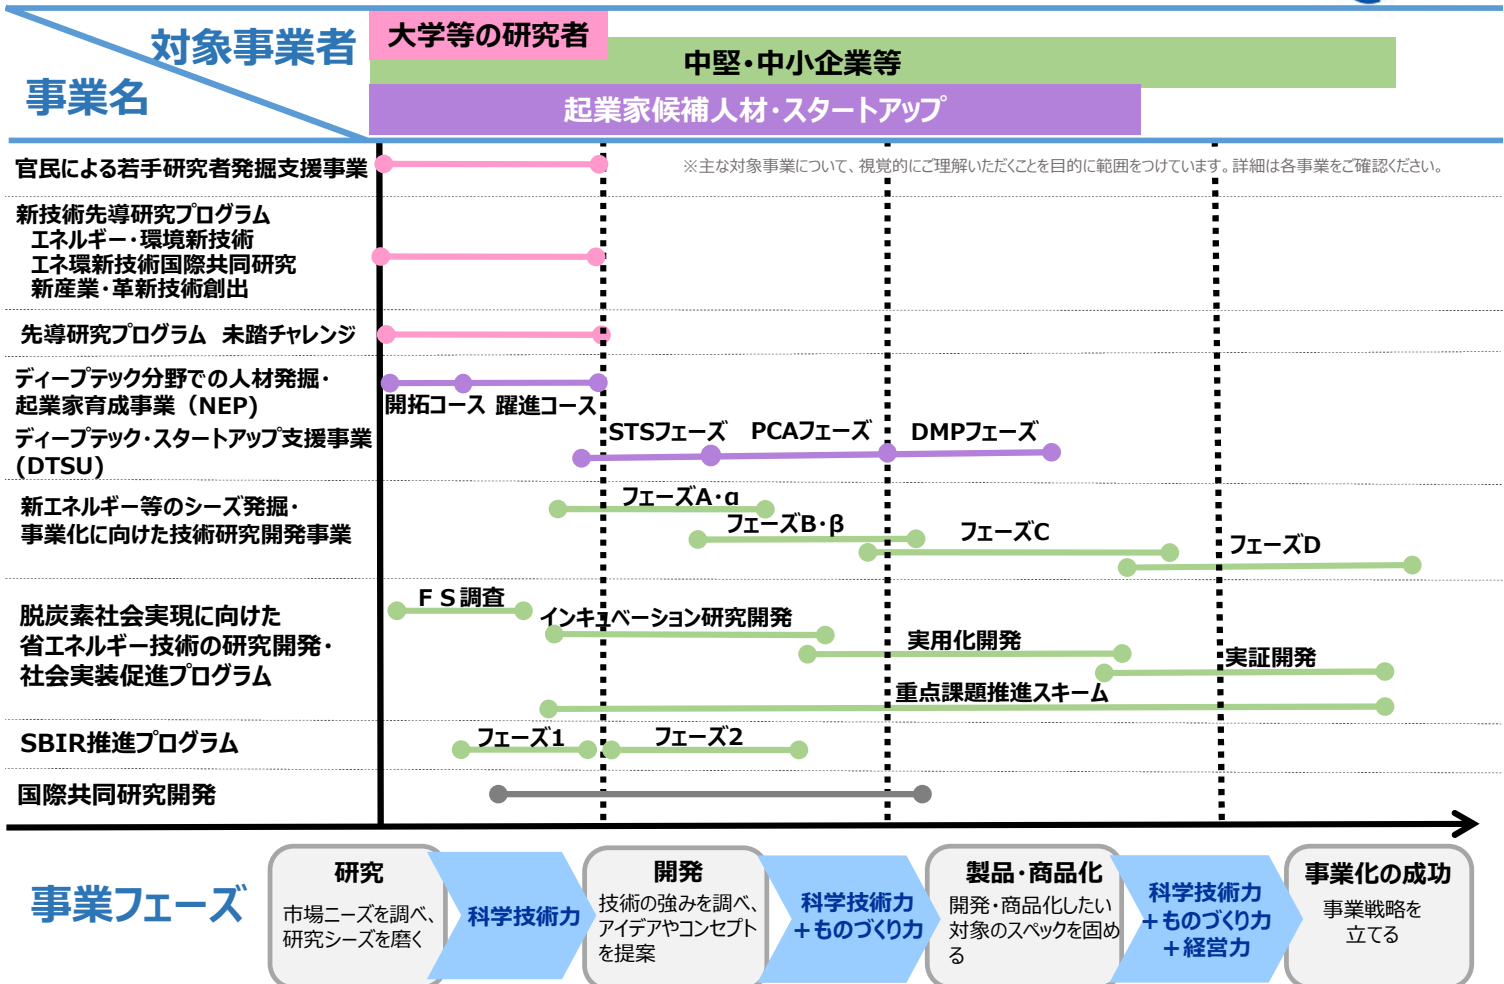 対象事業者
事業名
大学等の研究者
中堅・中小企業等
起業家候補人材・スタートアップ
官民による若手研究者発掘支援事業
※主な対象事業について、視覚的にご理解いただくことを目的に範囲をつけています。詳細は各事業をご確認ください。
新技術先導研究プログラム
エネルギー・環境新技術
エネ環新技術国際共同研究
新産業・革新技術創出
先導研究プログラム 未踏チャレンジ
ディープテック分野での人材発掘・
起業家育成事業（NEP)
開拓コース 躍進コース
ディープテック・スタートアップ支援事業
(DTSU)
STSフェーズ PCAフェーズ DMPフェーズ
新エネルギー等のシーズ発掘・
事業化に向けた技術研究開発事業
フェーズA・α
フェーズB・β
フェーズC
フェーズD
脱炭素社会実現に向けた
省エネルギー技術の研究開発・
社会実装促進プログラム
ＦＳ調査
インキュベーション研究開発
実用化開発
実証開発
重点課題推進スキーム
SBIR推進プログラム
フェーズ1
フェーズ2
国際共同研究開発
事業フェーズ
研究
市場ニーズを調べ、
研究シーズを磨く
科学技術力
開発
技術の強みを調べ、
アイデアやコンセプト
を提案
科学技術力
＋ものづくり力
製品・商品化
開発・商品化したい
対象のスペックを固め
る
科学技術力
＋ものづくり力
＋経営力
事業化の成功
事業戦略を
立てる